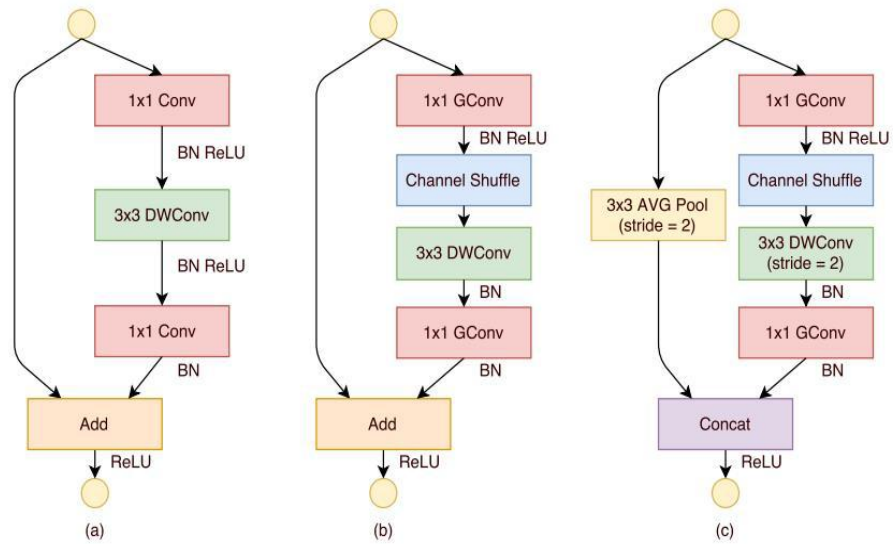 1x1 Conv
BN ReLU
3x3 DWConv
BN ReLU
1x1 Conv
BN
Add
ReLU
(a)
1x1 GConv
BN ReLU
Channel Shuffle
3x3 DWConv
BN
1x1 GConv
BN
Add
ReLU
(b)
1x1 GConv
BN ReLU
Channel Shuffle
3x3 AVG Pool
(stride = 2)
3x3 DWConv
(stride = 2)
BN
1x1 GConv
BN
Concat
ReLU
(c)